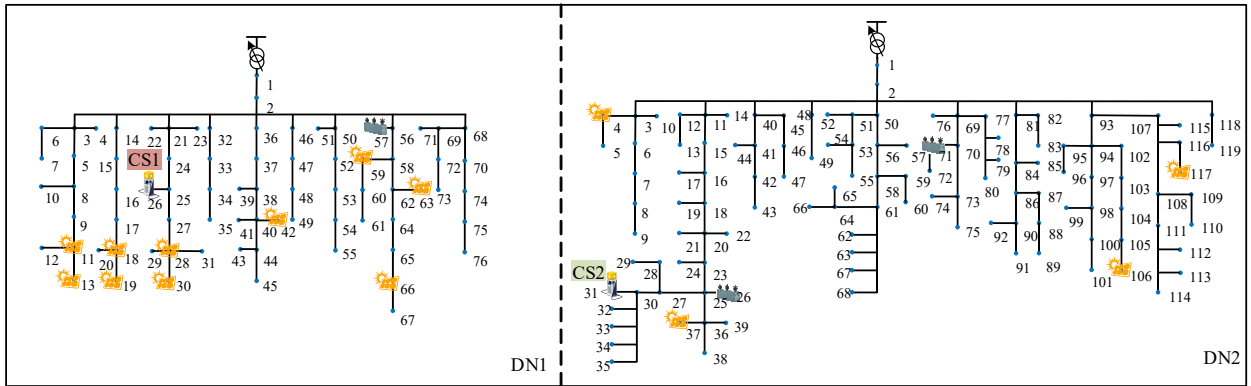 1
2
6 3 4 14 22 21 23 32 36 46 51 50 57 56 71 69 68
7 5 15 CS1 24 33 37 47 52 58 72 70
10 8 16 26 25 34 39 38 48 53 59 60 62 63 73 74
9 17 27 35 41 40 42 49 54 61 64 75
12 11 20 18 29 28 31 43 44 55 65 76
13 19 30 45 66
67
DN1
1
2
4 3 10 12 11 14 40 48 45 52 54 51 50 76 69 77 81 82 93 107 115 118
5 6 13 15 44 41 46 49 53 56 57 71 70 78 79 83 95 94 102 116 119
7 17 16 42 47 55 58 59 72 80 84 85 96 97 103 117
8 19 18 43 66 65 64 61 60 74 73 86 87 99 98 104 108 109
9 21 20 22 62 75 92 90 88 100 111 110
29 28 24 23 63 91 89 101 106 105 112
CS2
31 30 27 25 26 67 113
32 68 114
33 37 36 39
34
35 38
DN2